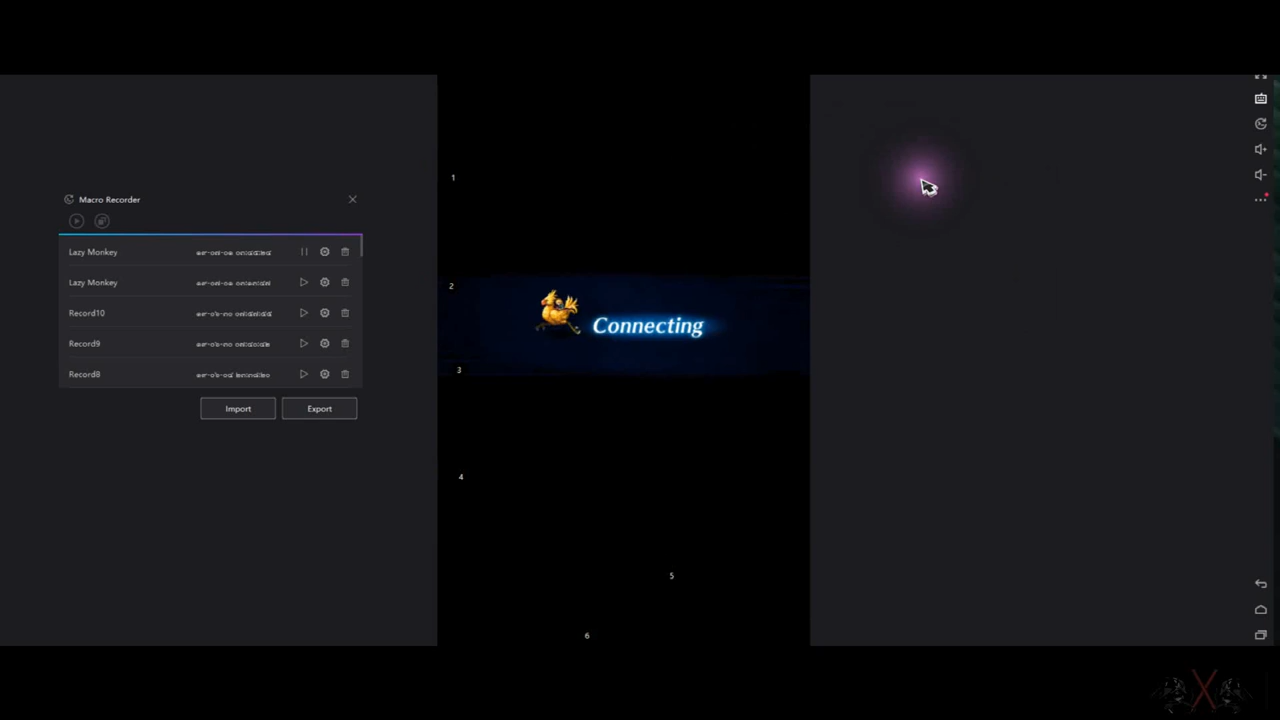 Macro Recorder
Lazy Monkey
Lazy Monkey
Record10
Record9
Record8
Import
Export
1
2
3
4
5
6
Connecting
X